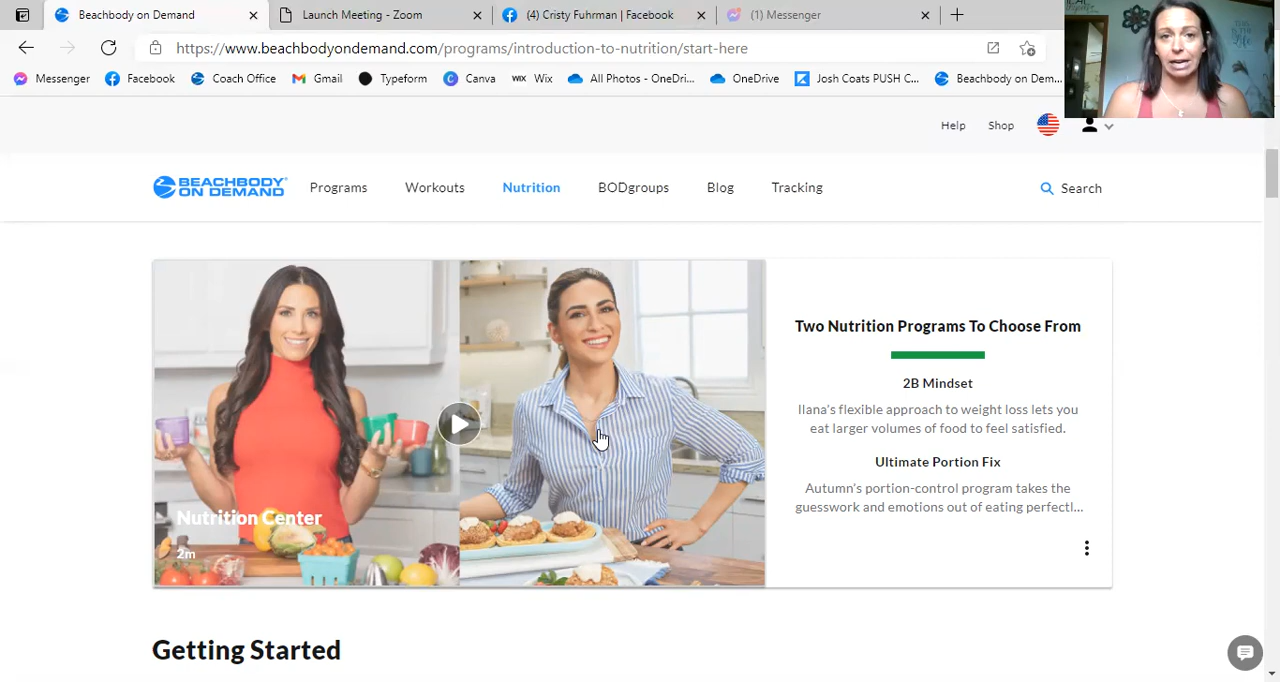 Beachbody on Demand
Launch Meeting - Zoom
(4) Cristy Fuhrman | Facebook
(1) Messenger
https://www.beachbodyondemand.com/programs/introduction-to-nutrition/start-here
Messenger
Facebook
Coach Office
Gmail
Typeform
Canva
Wix
All Photos - OneDri...
OneDrive
Josh Coats PUSH C...
Beachbody on Dem...
Help
Shop
BEACHBODY
ON DEMAND
Programs
Workouts
Nutrition
BODgroups
Blog
Tracking
Search
Nutrition Center
2m
Two Nutrition Programs To Choose From
2B Mindset
Ilana's flexible approach to weight loss lets you
eat larger volumes of food to feel satisfied.
Ultimate Portion Fix
Autumn's portion-control program takes the
guesswork and emotions out of eating perfectl...
Getting Started